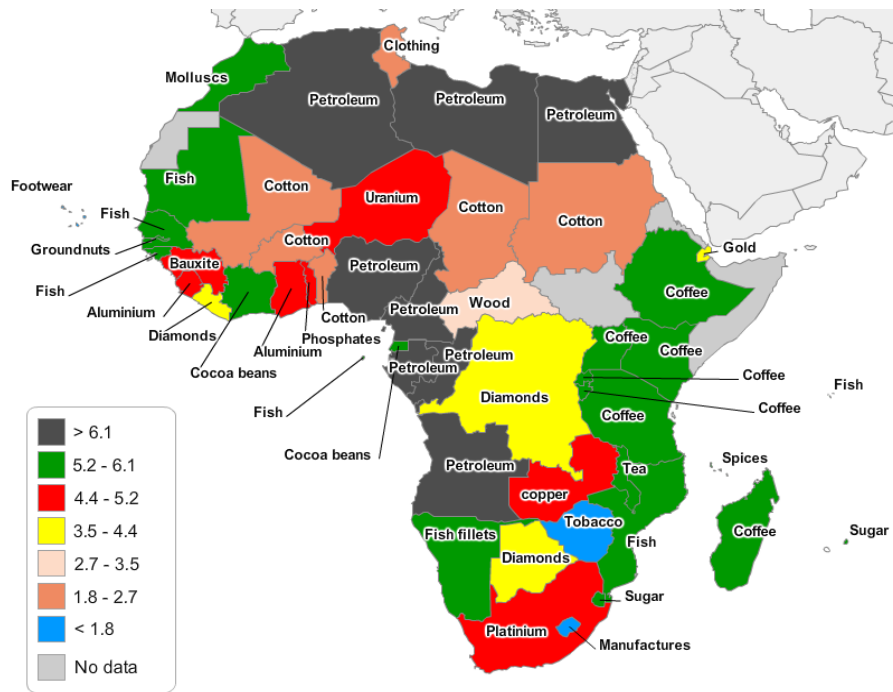 Clothing
Molluscs
Petroleum
Petroleum
Petroleum
Fish
Cotton
Uranium
Footwear
Cotton
Cotton
Fish
Cotton
Gold
Groundnuts
Bauxite
Petroleum
Fish
Coffee
Aluminium
Petroleum
Wood
Diamonds
Cotton
Phosphates
Coffee
Cocoa beans
Aluminium
Petroleum
Coffee
Petroleum
Coffee
Fish
Diamonds
Coffee
Fish
Coffee
Cocoa beans
Petroleum
Tea
Spices
copper
Tobacco
Fish fillets
Fish
Coffee
Sugar
Diamonds
Sugar
Platinium
Manufactures
> 6.1
5.2 - 6.1
4.4 - 5.2
3.5 - 4.4
2.7 - 3.5
1.8 - 2.7
< 1.8
No data